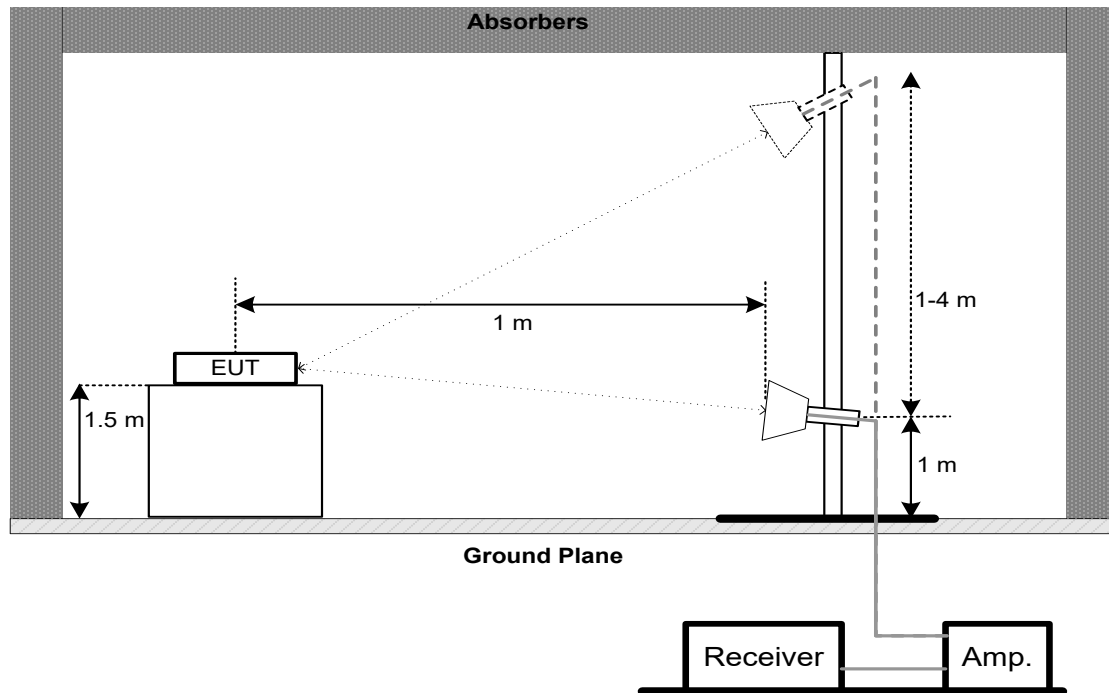 Absorbers
1-4 m
1 m
EUT
1.5 m
1 m
Ground Plane
Receiver
Amp.